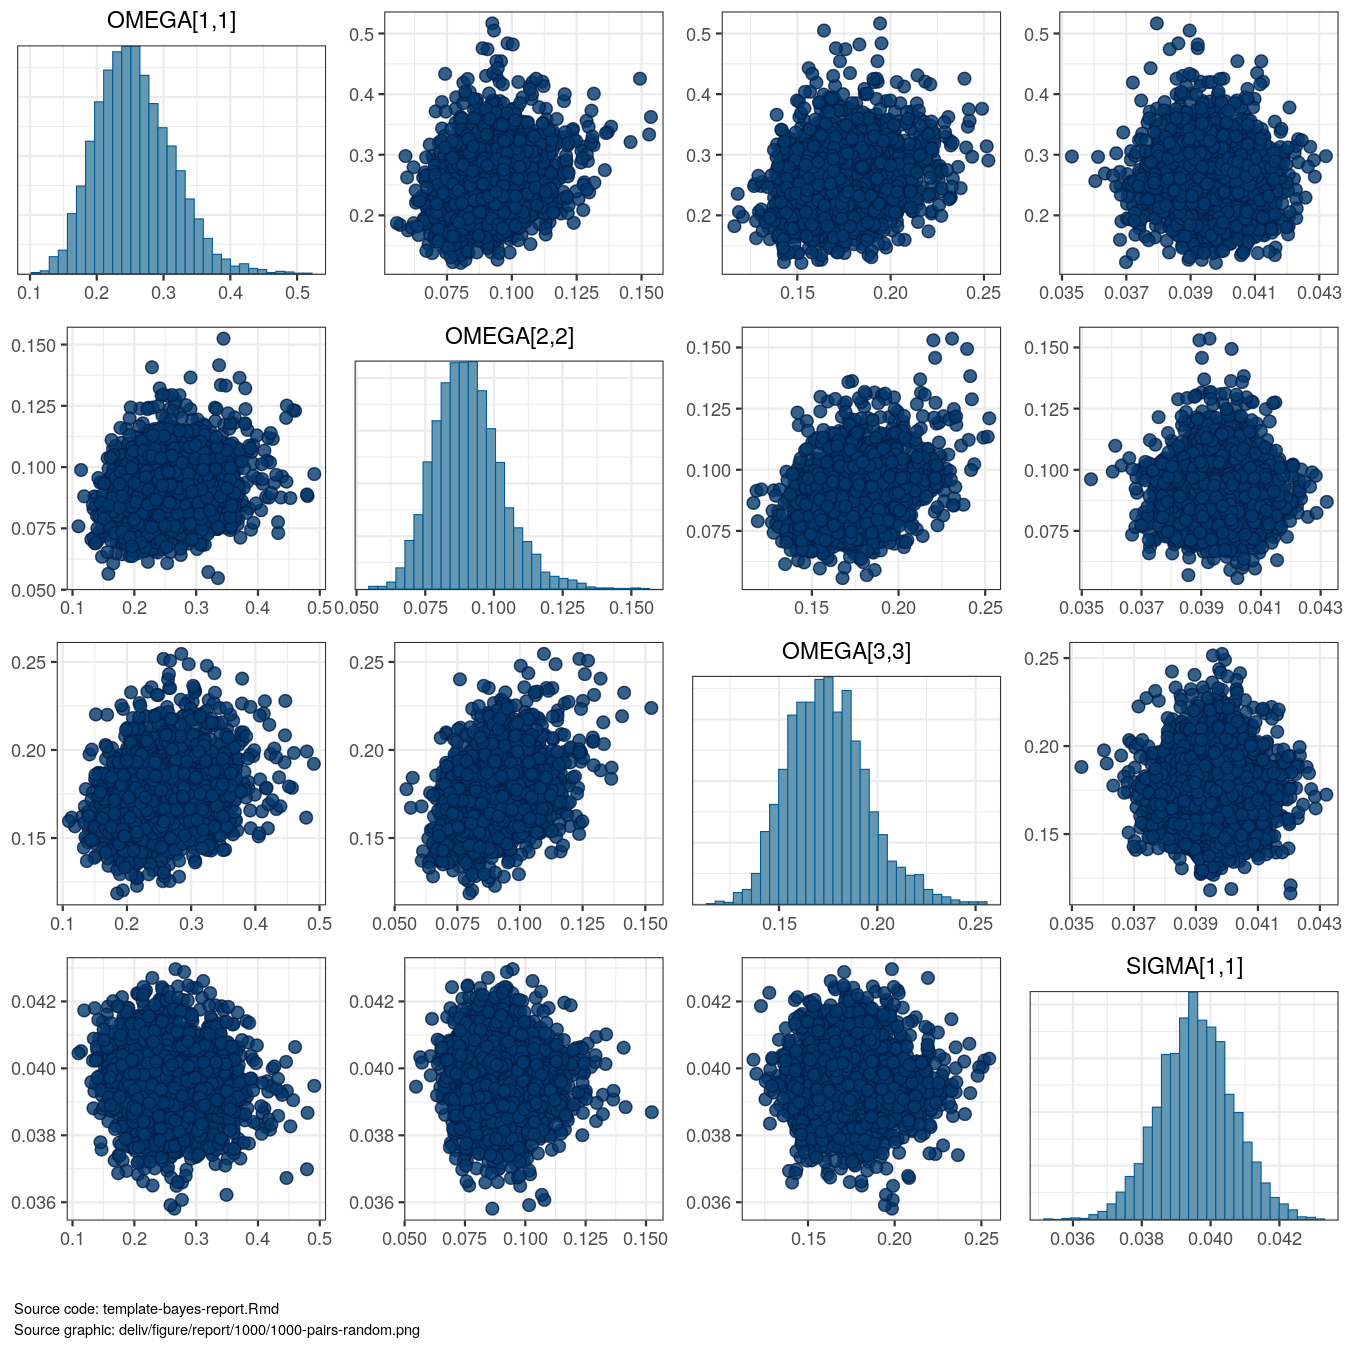 OMEGA[1,1]
0.5
0.4
0.3
0.2
0.5
0.4
0.3
0.2
0.5
0.4
0.3
0.2
0.1 0.2 0.3 0.4 0.5
0.075 0.100 0.125 0.150
0.15 0.20 0.25
0.035 0.037 0.039 0.041 0.043
OMEGA[2,2]
0.150
0.125
0.100
0.075
0.050
0.150
0.125
0.100
0.075
0.150
0.125
0.100
0.075
0.1 0.2 0.3 0.4 0.5
0.050 0.075 0.100 0.125 0.150
0.15 0.20 0.25
0.035 0.037 0.039 0.041 0.043
OMEGA[3,3]
0.25
0.20
0.15
0.25
0.20
0.15
0.25
0.20
0.15
0.1 0.2 0.3 0.4 0.5
0.050 0.075 0.100 0.125 0.150
0.15 0.20 0.25
0.035 0.037 0.039 0.041 0.043
SIGMA[1,1]
0.042
0.040
0.038
0.036
0.042
0.040
0.038
0.036
0.042
0.040
0.038
0.036
0.1 0.2 0.3 0.4 0.5
0.050 0.075 0.100 0.125 0.150
0.15 0.20 0.25
0.036 0.038 0.040 0.042
Source code: template-bayes-report.Rmd
Source graphic: deliv/figure/report/1000/1000-pairs-random.png